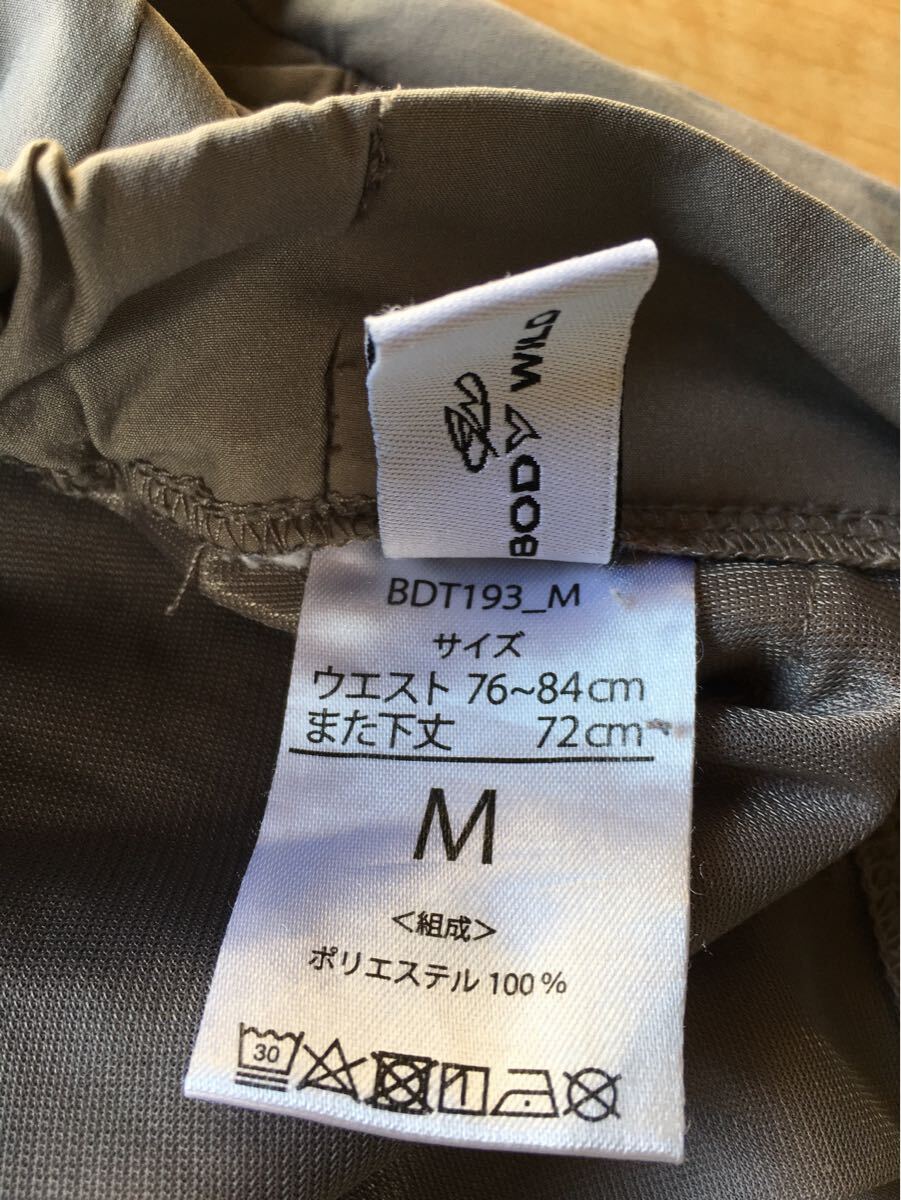 BODY WILD
BDT193_M
サイズ
ウエスト 76~84cm
また下丈 72cm
M
<組成>
ポリエステル 100%
30